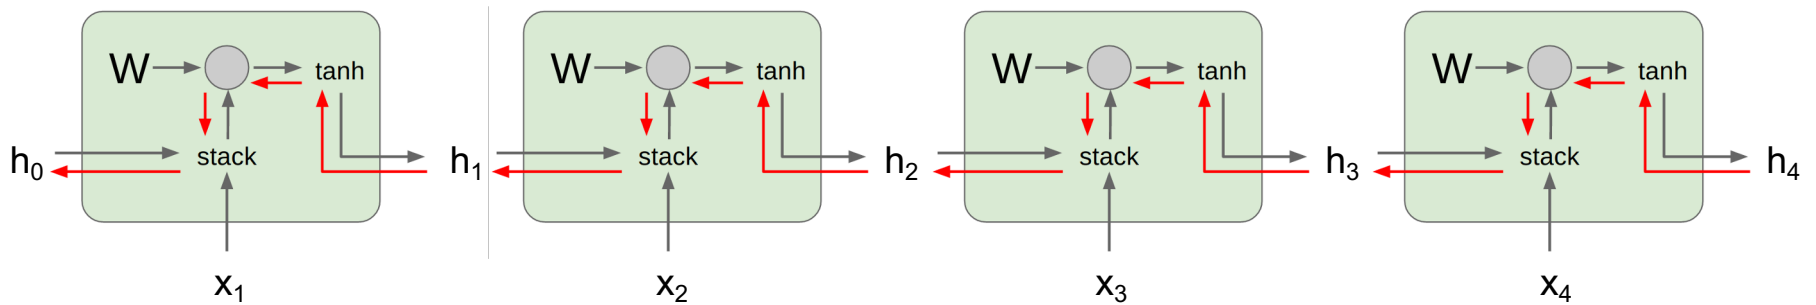 W tanh W tanh W tanh W tanh
h₀ stack h₁ stack h₂ stack h₃ stack h₄
x₁ x₂ x₃ x₄